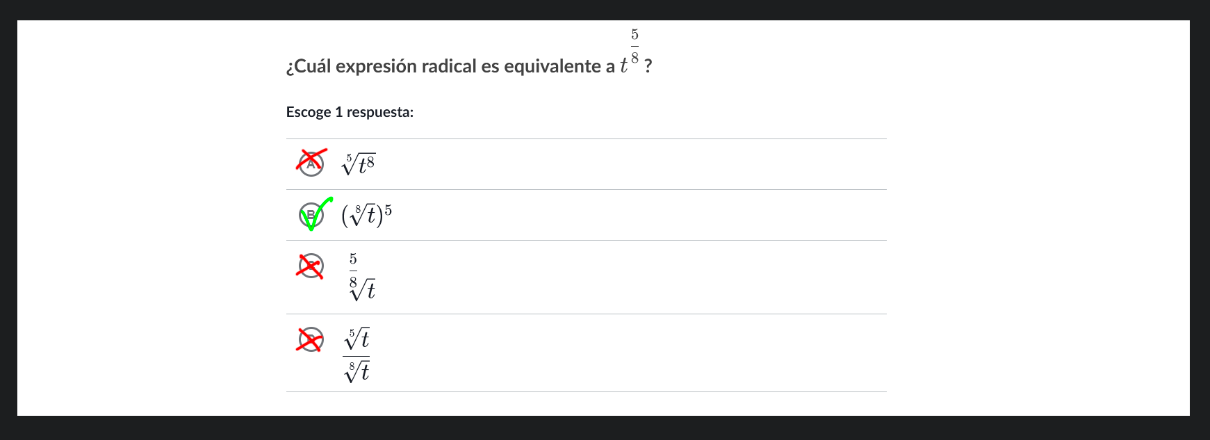 ¿Cuál expresión radical es equivalente a $t^{\frac{5}{8}}$ ?
Escoge 1 respuesta:
A $\sqrt[5]{t^8}$
B $(\sqrt[8]{t})^5$
$\sqrt[\frac{5}{8}]{t}$
$\frac{\sqrt[5]{t}}{\sqrt[8]{t}}$